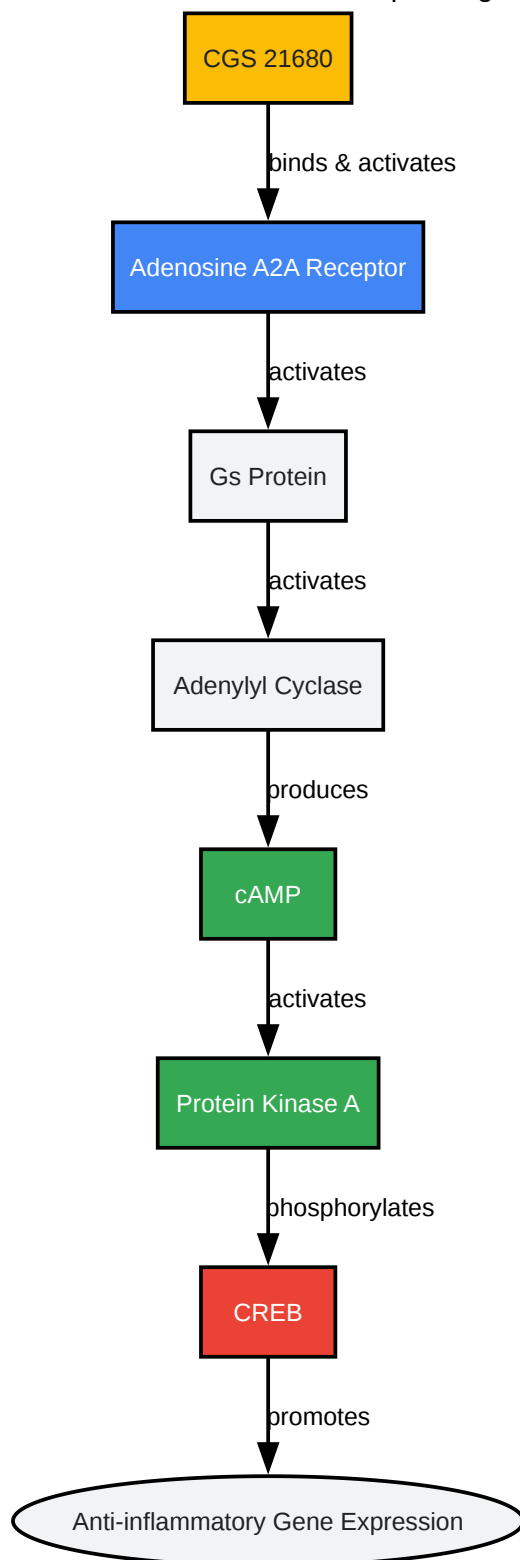 CGS 21680
binds & activates
Adenosine A2A Receptor
activates
Gs Protein
activates
Adenylyl Cyclase
produces
cAMP
activates
Protein Kinase A
phosphorylates
CREB
promotes
Anti-inflammatory Gene Expression